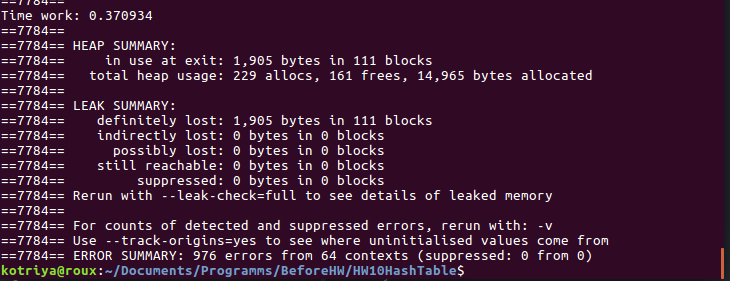 ==7784==
Time work: 0.370934
==7784==
==7784== HEAP SUMMARY:
==7784==     in use at exit: 1,905 bytes in 111 blocks
==7784==   total heap usage: 229 allocs, 161 frees, 14,965 bytes allocated
==7784==
==7784== LEAK SUMMARY:
==7784==    definitely lost: 1,905 bytes in 111 blocks
==7784==    indirectly lost: 0 bytes in 0 blocks
==7784==      possibly lost: 0 bytes in 0 blocks
==7784==    still reachable: 0 bytes in 0 blocks
==7784==         suppressed: 0 bytes in 0 blocks
==7784== Rerun with --leak-check=full to see details of leaked memory
==7784==
==7784== For counts of detected and suppressed errors, rerun with: -v
==7784== Use --track-origins=yes to see where uninitialised values come from
==7784== ERROR SUMMARY: 976 errors from 64 contexts (suppressed: 0 from 0)
kotriya@roux:~/Documents/Programms/BeforeHW/HW10HashTable$